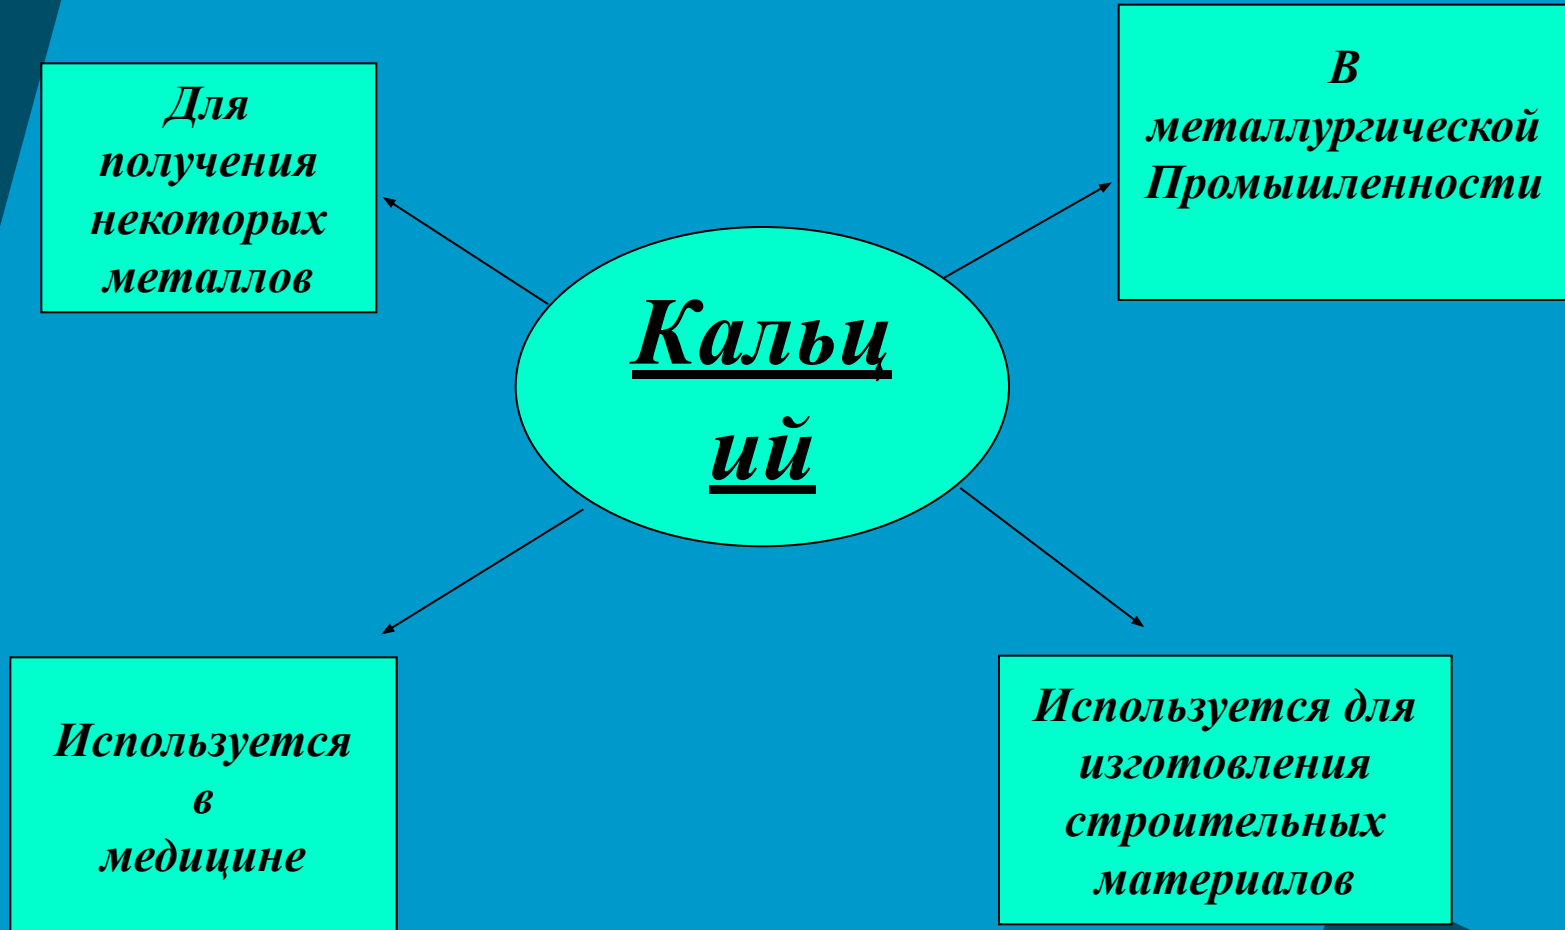 Для
получения
некоторых
металлов
В
металлургической
Промышленности
Кальц
ий
Используется
в
медицине
Используется для
изготовления
строительных
материалов